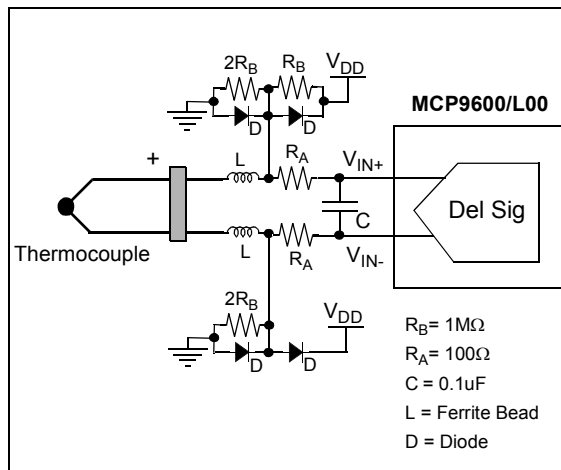 2R_B
R_B
V_DD
D
D
MCP9600/L00
+
L
R_A
V_IN+
C
Del Sig
Thermocouple
L
R_A
V_IN-
2R_B
V_DD
D
D
R_B= 1MΩ
R_A= 100Ω
C = 0.1uF
L = Ferrite Bead
D = Diode